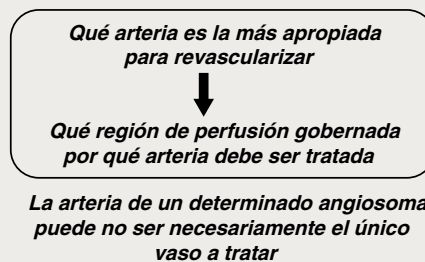 Qué arteria es la más apropiada
para revascularizar
Qué región de perfusión gobernada
por qué arteria debe ser tratada
La arteria de un determinado angiosoma
puede no ser necesariamente el único
vaso a tratar